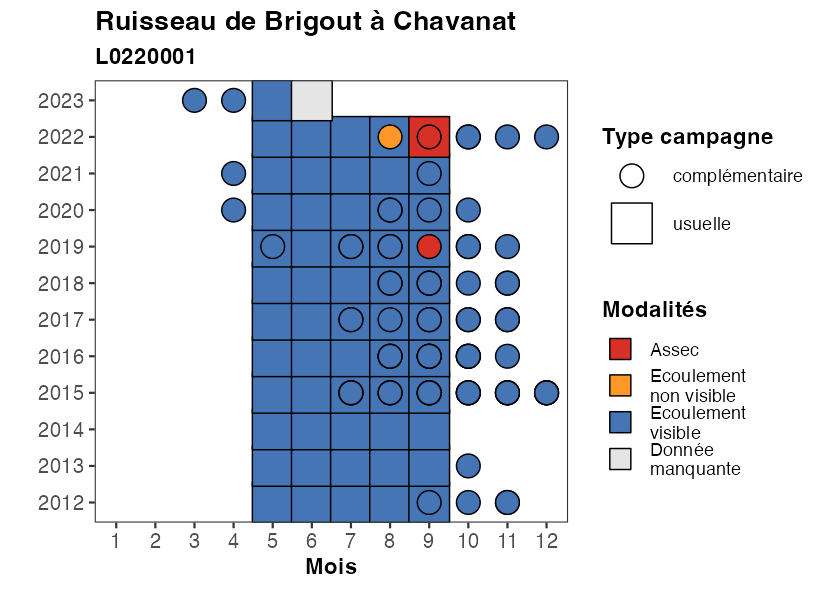 Ruisseau de Brigout à Chavanat
L0220001
2023
2022
2021
2020
2019
2018
2017
2016
2015
2014
2013
2012
1 2 3 4 5 6 7 8 9 10 11 12
Mois
Type campagne
complémentaire
usuelle
Modalités
Assec
Ecoulement
non visible
Ecoulement
visible
Donnée
manquante